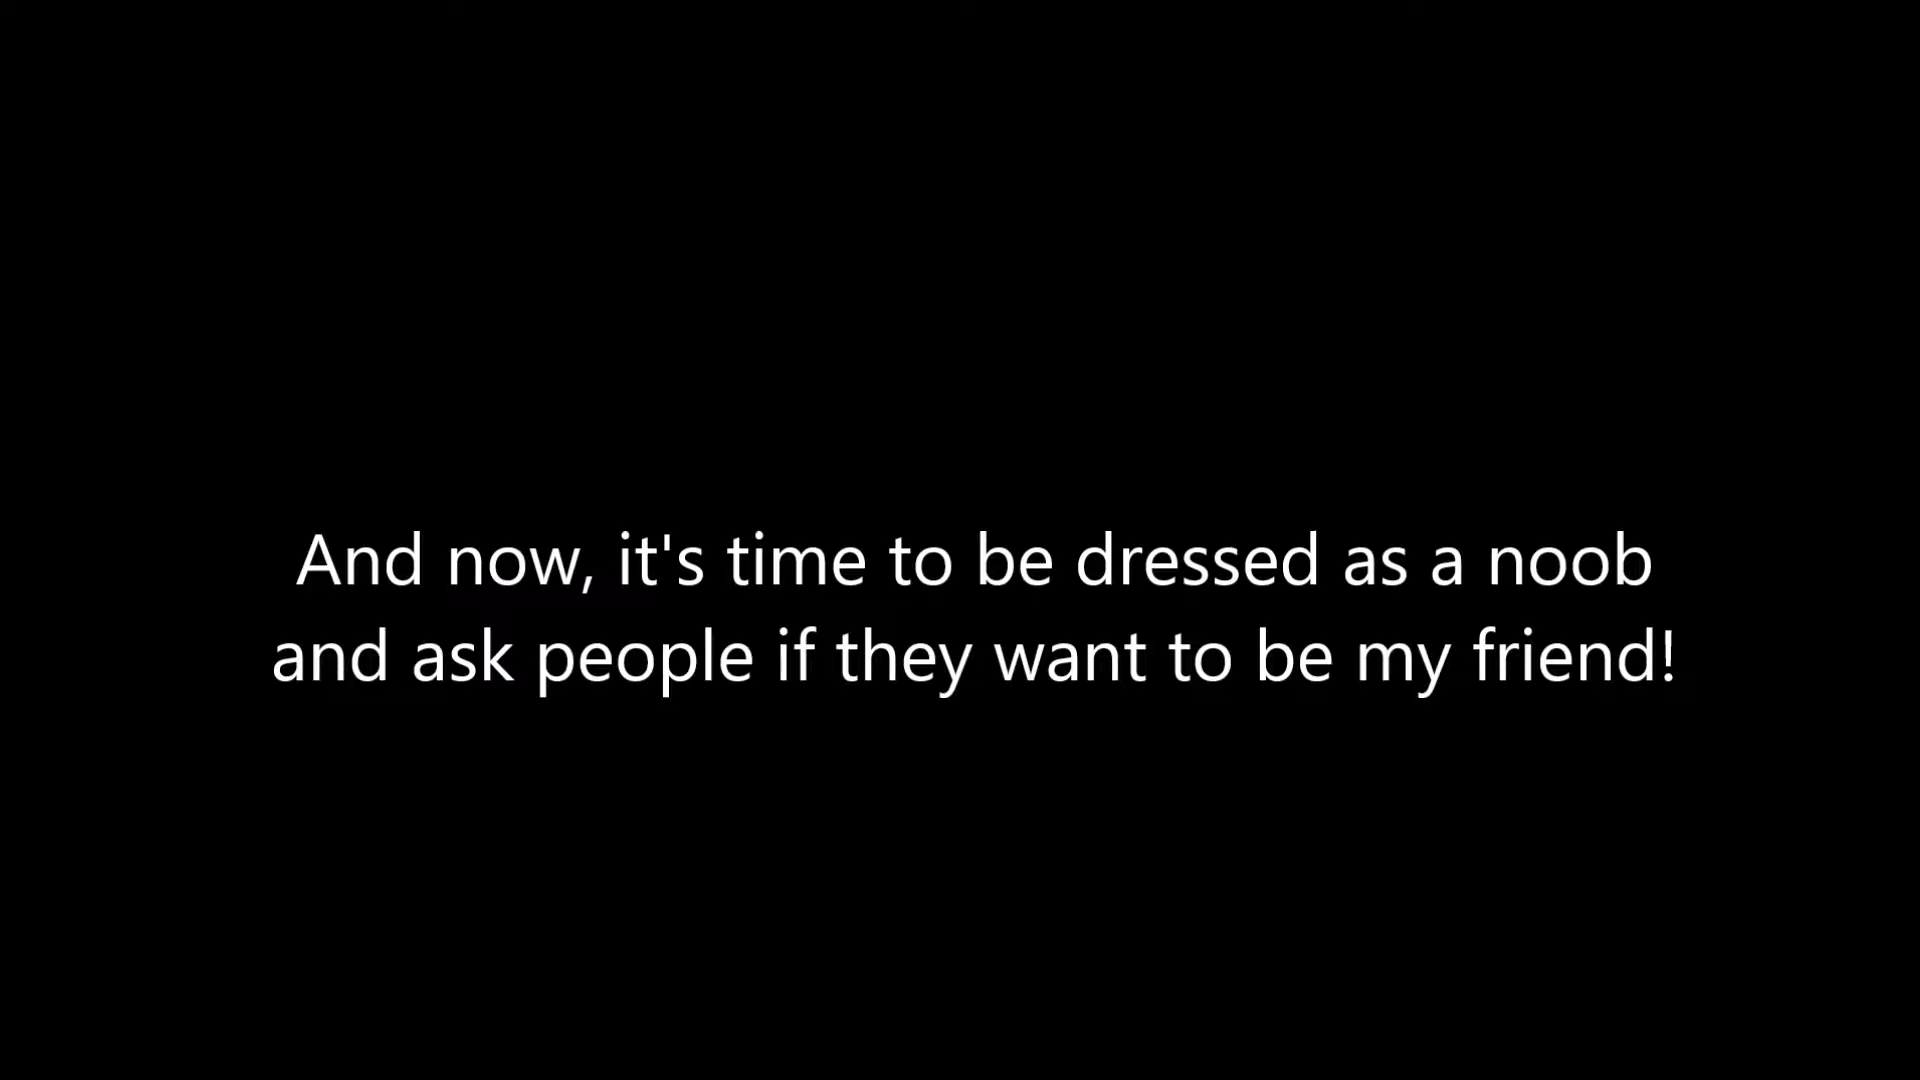 And now, it's time to be dressed as a noob
and ask people if they want to be my friend!